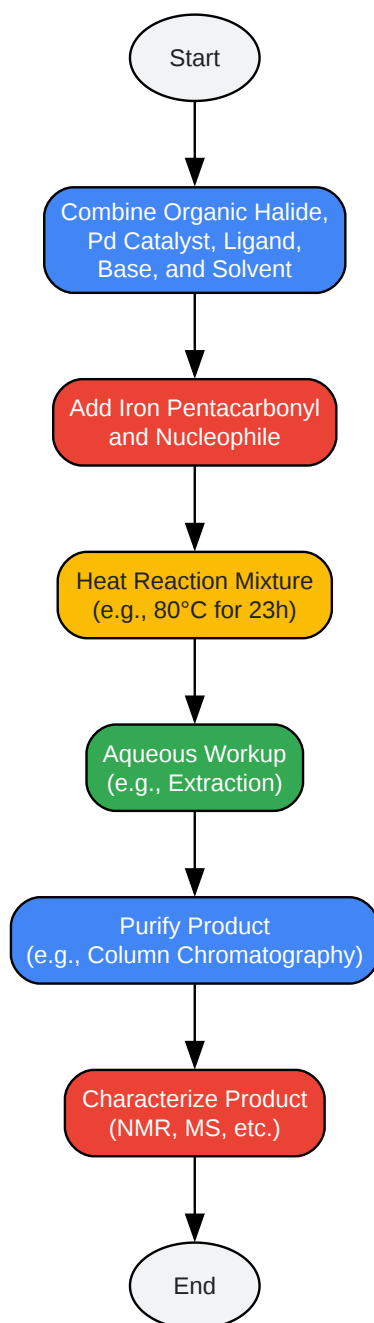 Start
Combine Organic Halide,
Pd Catalyst, Ligand,
Base, and Solvent
Add Iron Pentacarbonyl
and Nucleophile
Heat Reaction Mixture
(e.g., 80°C for 23h)
Aqueous Workup
(e.g., Extraction)
Purify Product
(e.g., Column Chromatography)
Characterize Product
(NMR, MS, etc.)
End